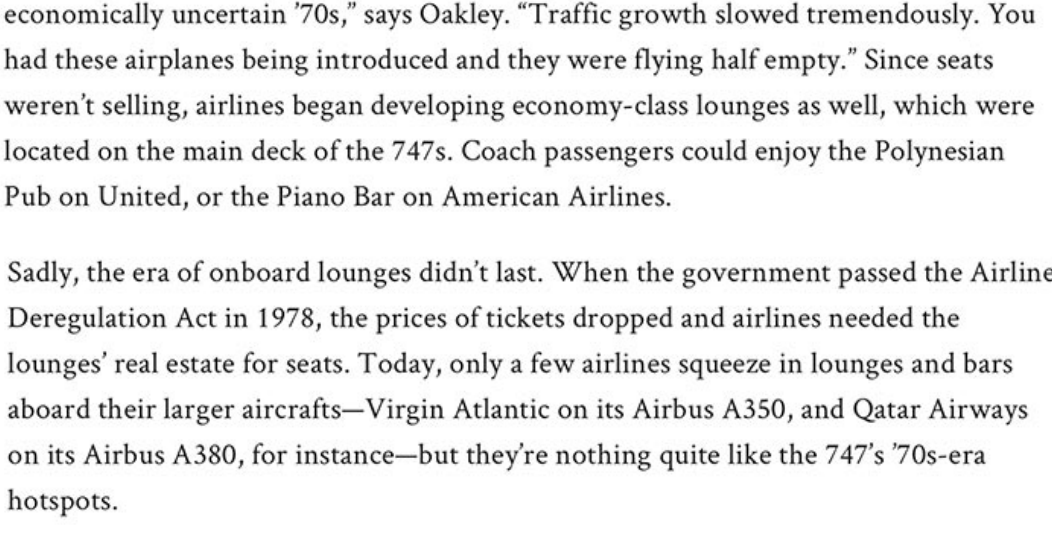 economically uncertain ’70s,” says Oakley. “Traffic growth slowed tremendously. You
had these airplanes being introduced and they were flying half empty.” Since seats
weren’t selling, airlines began developing economy-class lounges as well, which were
located on the main deck of the 747s. Coach passengers could enjoy the Polynesian
Pub on United, or the Piano Bar on American Airlines.
Sadly, the era of onboard lounges didn’t last. When the government passed the Airline
Deregulation Act in 1978, the prices of tickets dropped and airlines needed the
lounges’ real estate for seats. Today, only a few airlines squeeze in lounges and bars
aboard their larger aircrafts—Virgin Atlantic on its Airbus A350, and Qatar Airways
on its Airbus A380, for instance—but they’re nothing quite like the 747’s ’70s-era
hotspots.